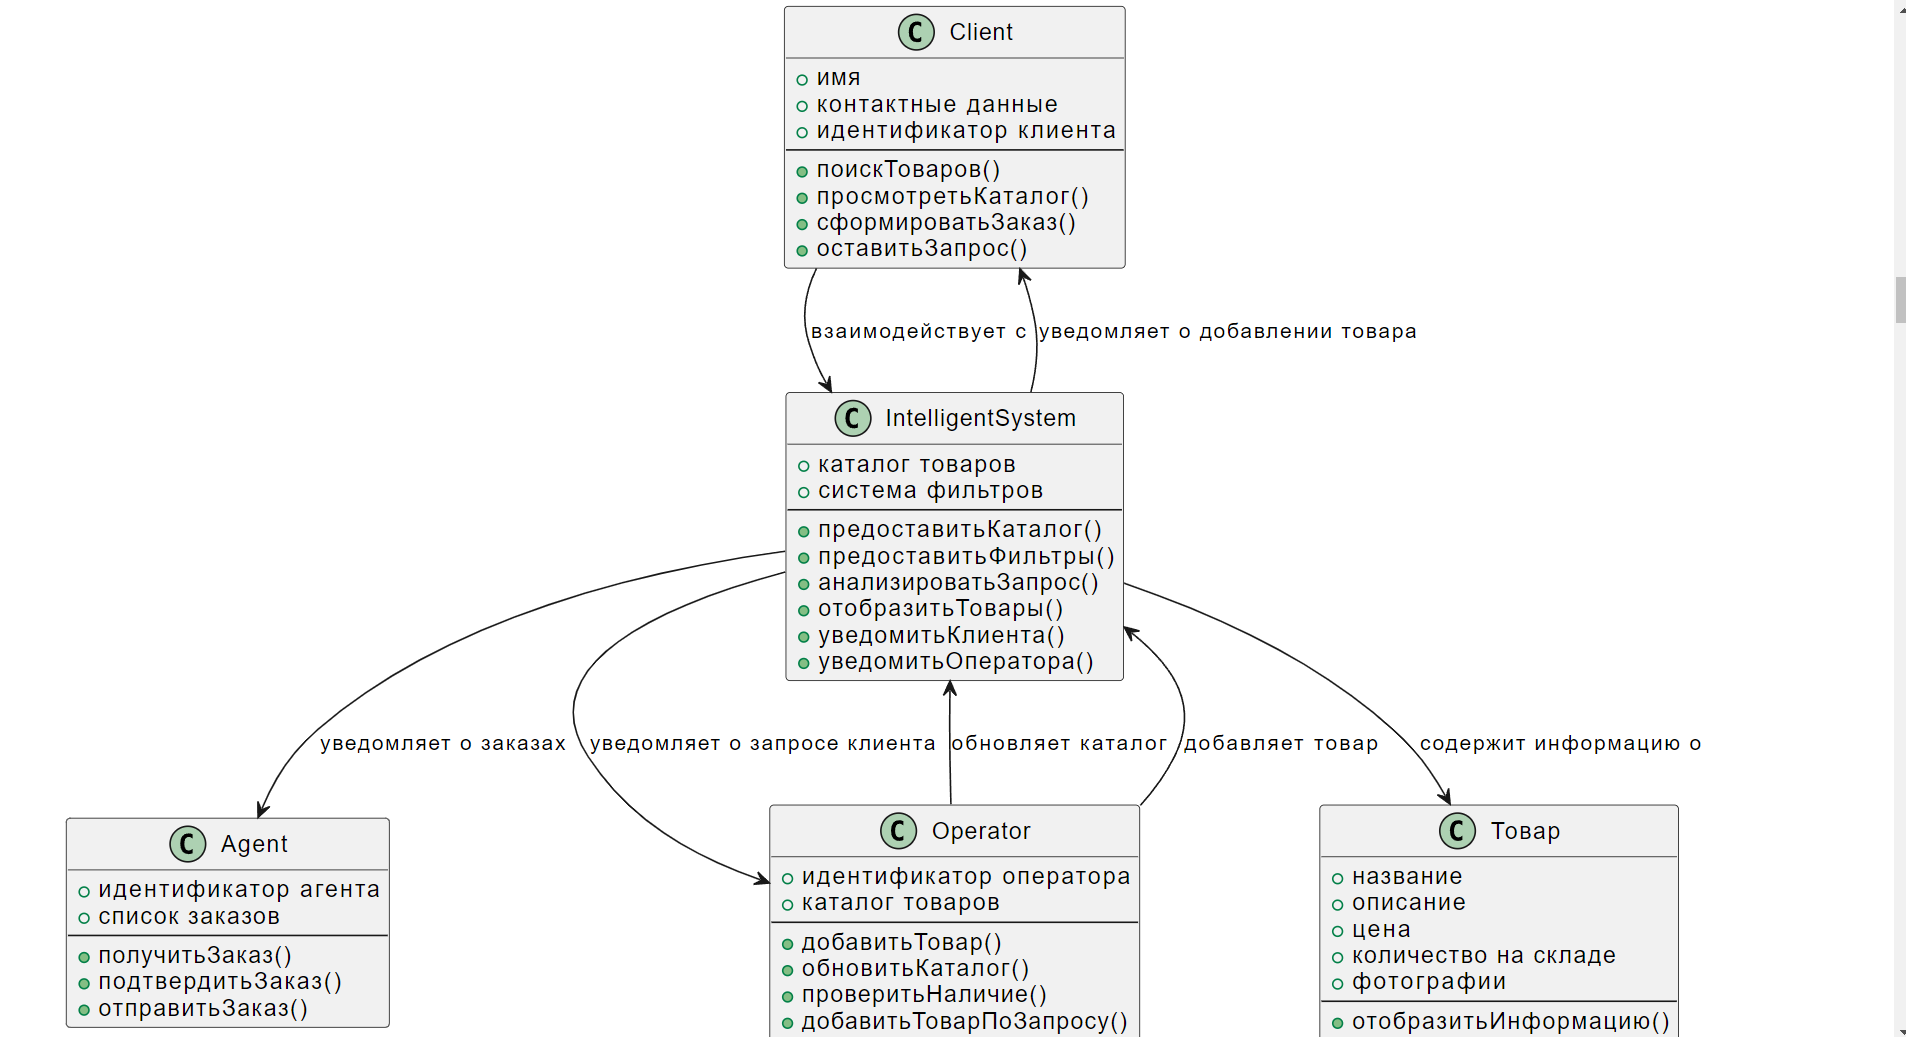 C Client
имя
контактные данные
идентификатор клиента
поискТоваров()
просмотретьКаталог()
сформироватьЗаказ()
оставитьЗапрос()
взаимодействует с
уведомляет о добавлении товара
C IntelligentSystem
каталог товаров
система фильтров
предоставитьКаталог()
предоставитьФильтры()
анализироватьЗапрос()
отобразитьТовары()
уведомитьКлиента()
уведомитьОператора()
уведомляет о заказах
уведомляет о запросе клиента
обновляет каталог
добавляет товар
содержит информацию о
C Agent
идентификатор агента
список заказов
получитьЗаказ()
подтвердитьЗаказ()
отправитьЗаказ()
C Operator
идентификатор оператора
каталог товаров
добавитьТовар()
обновитьКаталог()
проверитьНаличие()
добавитьТоварПоЗапросу()
C Товар
название
описание
цена
количество на складе
фотографии
отобразитьИнформацию()